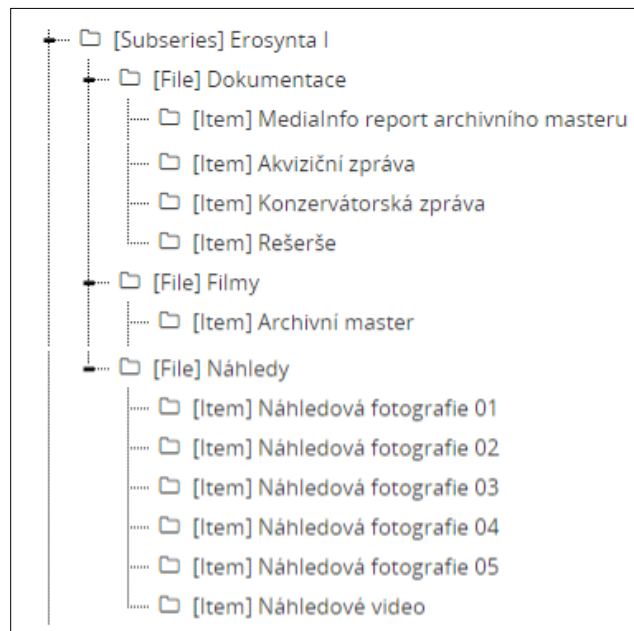 [Subseries] Erosynta I
[File] Dokumentace
[Item] MediaInfo report archivního masteru
[Item] Akviziční zpráva
[Item] Konzervátorská zpráva
[Item] Rešerše
[File] Filmy
[Item] Archivní master
[File] Náhledy
[Item] Náhledová fotografie 01
[Item] Náhledová fotografie 02
[Item] Náhledová fotografie 03
[Item] Náhledová fotografie 04
[Item] Náhledová fotografie 05
[Item] Náhledové video